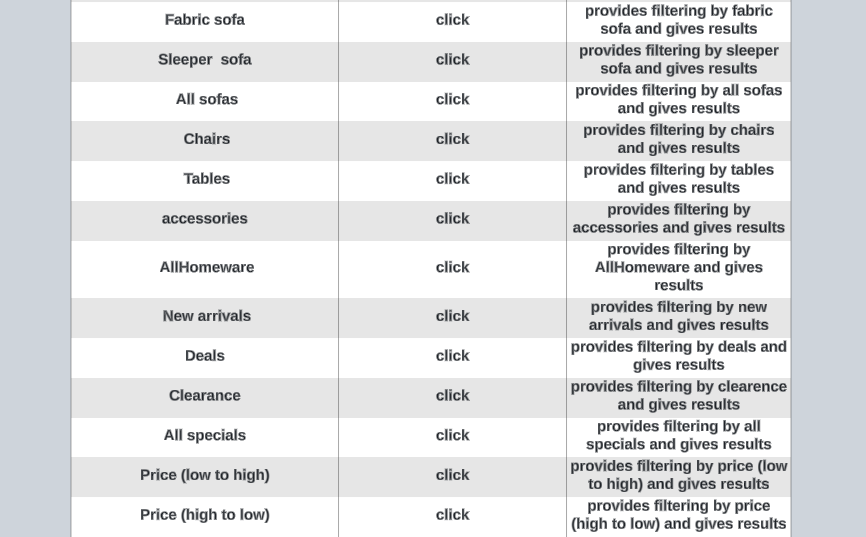 Fabric sofa
click
provides filtering by fabric
sofa and gives results
Sleeper  sofa
click
provides filtering by sleeper
sofa and gives results
All sofas
click
provides filtering by all sofas
and gives results
Chairs
click
provides filtering by chairs
and gives results
Tables
click
provides filtering by tables
and gives results
accessories
click
provides filtering by
accessories and gives results
AllHomeware
click
provides filtering by
AllHomeware and gives
results
New arrivals
click
provides filtering by new
arrivals and gives results
Deals
click
provides filtering by deals and
gives results
Clearance
click
provides filtering by clearence
and gives results
All specials
click
provides filtering by all
specials and gives results
Price (low to high)
click
provides filtering by price (low
to high) and gives results
Price (high to low)
click
provides filtering by price
(high to low) and gives results